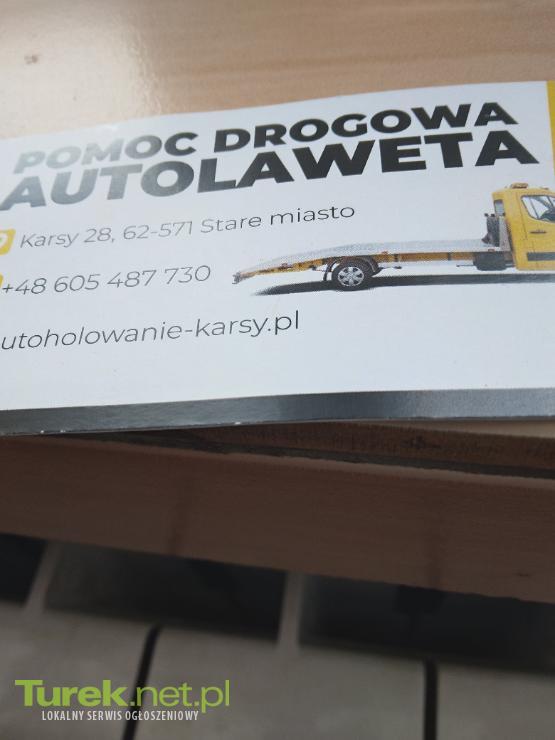 POMOC DROGOWA
AUTOLAWETA
Karsy 28, 62-571 Stare miasto
+48 605 487 730
utoholowanie-karsy.pl
Turek.net.pl
LOKALNY SERWIS OGŁOSZENIOWY